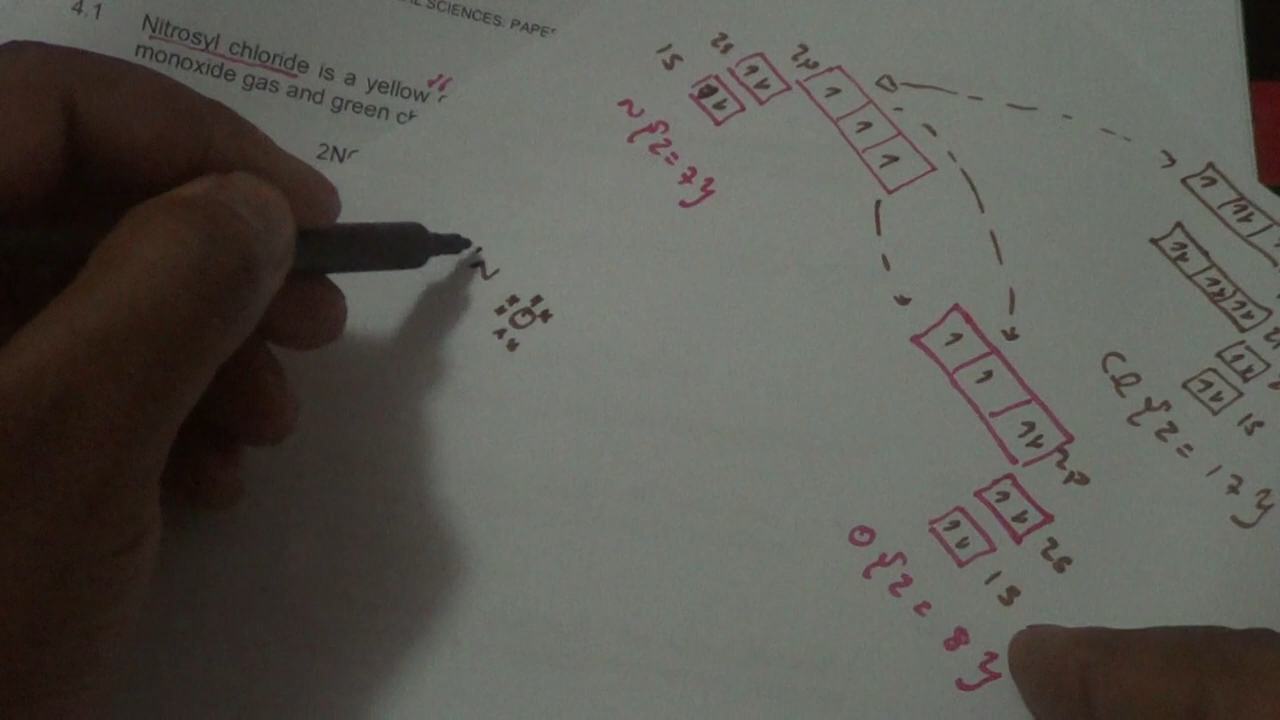 SCIENCES. PAPE
4.1
Nitrosyl chloride is a yellow
monoxide gas and green
2N
1s
2s
2p
N {z=7}
N
O
2p
2s
1s
O {z=8}
1s
Cl {z=17}